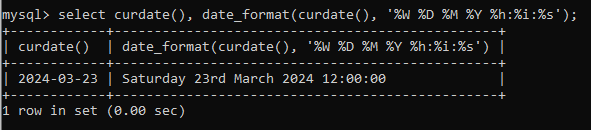 mysql> select curdate(), date_format(curdate(), '%W %D %M %Y %h:%i:%s');
+------------+------------------------------------------------+
| curdate()  | date_format(curdate(), '%W %D %M %Y %h:%i:%s') |
+------------+------------------------------------------------+
| 2024-03-23 | Saturday 23rd March 2024 12:00:00              |
+------------+------------------------------------------------+
1 row in set (0.00 sec)